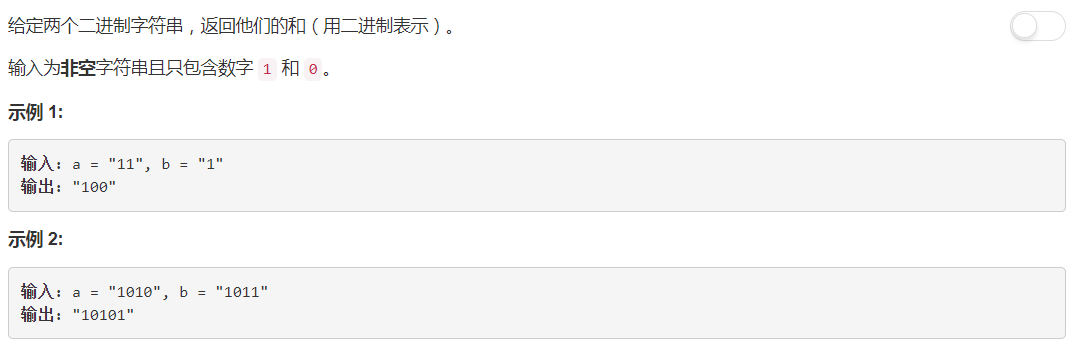 给定两个二进制字符串，返回他们的和（用二进制表示）。
输入为非空字符串且只包含数字 1 和 0。
示例 1:
输入: a = "11", b = "1"
输出: "100"
示例 2:
输入: a = "1010", b = "1011"
输出: "10101"